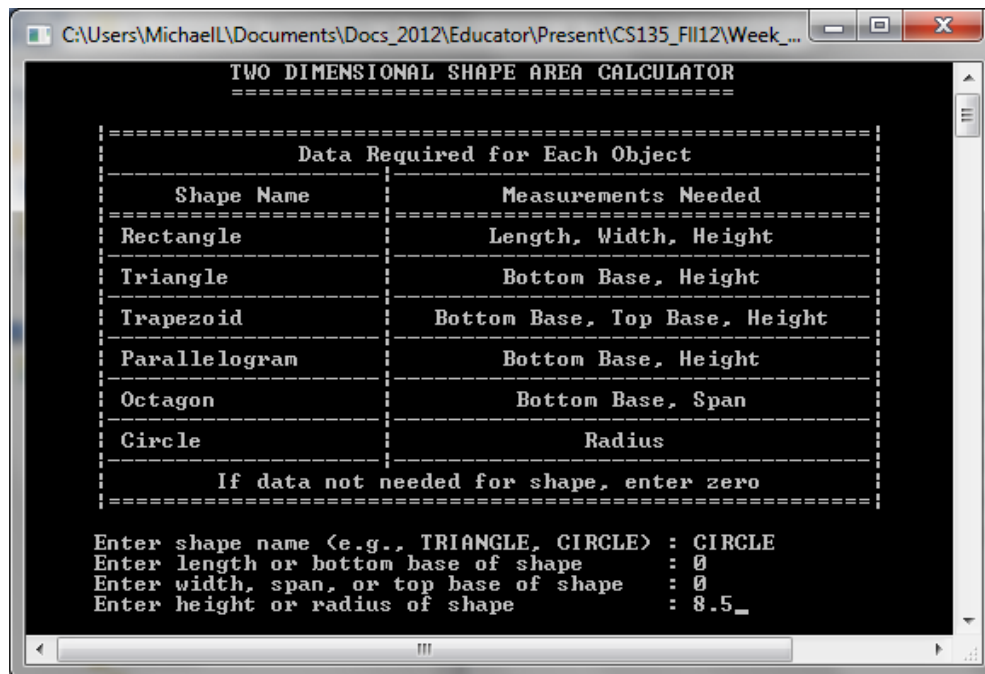 C:\Users\MichaelL\Documents\Docs_2012\Educator\Present\CS135_Fll12\Week_...
TWO DIMENSIONAL SHAPE AREA CALCULATOR
Data Required for Each Object
Shape Name Measurements Needed
Rectangle Length, Width, Height
Triangle Bottom Base, Height
Trapezoid Bottom Base, Top Base, Height
Parallelogram Bottom Base, Height
Octagon Bottom Base, Span
Circle Radius
If data not needed for shape, enter zero
Enter shape name (e.g., TRIANGLE, CIRCLE) : CIRCLE
Enter length or bottom base of shape : 0
Enter width, span, or top base of shape : 0
Enter height or radius of shape : 8.5_